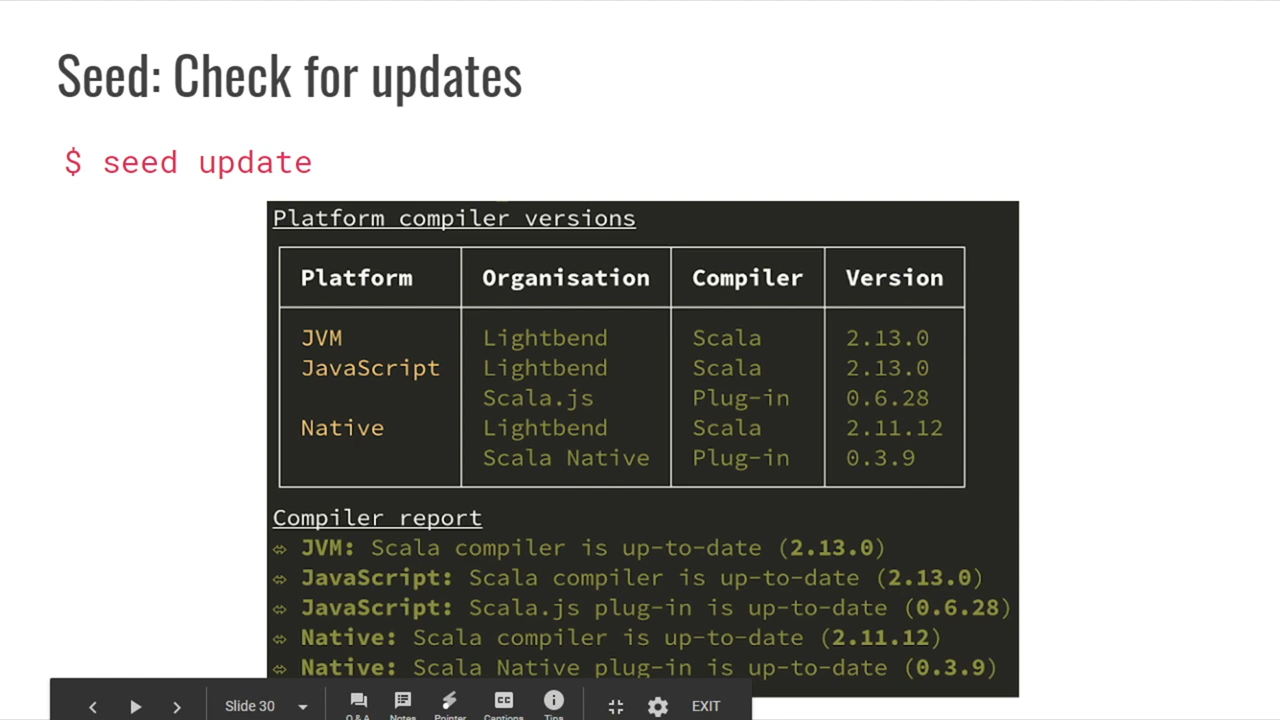 Seed: Check for updates
$ seed update
Platform compiler versions
Platform Organisation Compiler Version
JVM Lightbend Scala 2.13.0
JavaScript Lightbend Scala 2.13.0
Scala.js Plug-in 0.6.28
Native Lightbend Scala 2.11.12
Scala Native Plug-in 0.3.9
Compiler report
⇔ JVM: Scala compiler is up-to-date (2.13.0)
⇔ JavaScript: Scala compiler is up-to-date (2.13.0)
⇔ JavaScript: Scala.js plug-in is up-to-date (0.6.28)
⇔ Native: Scala compiler is up-to-date (2.11.12)
⇔ Native: Scala Native plug-in is up-to-date (0.3.9)
Slide 30 CC EXIT
Q & A Notes Pointer Captions Tips